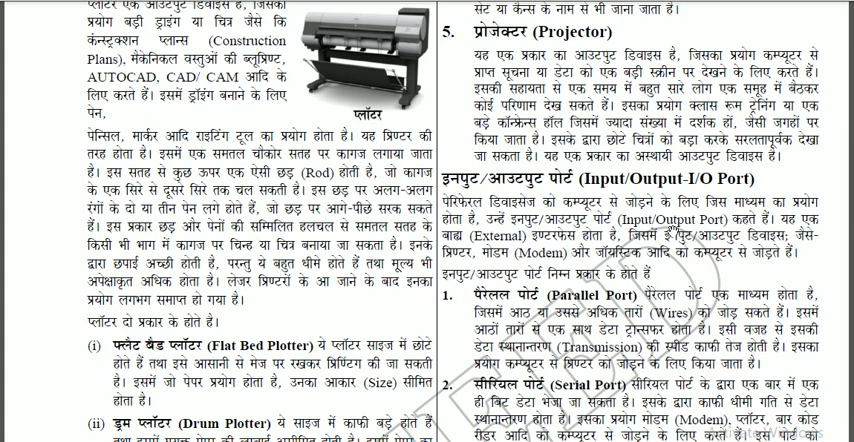 प्लॉटर एक आउटपुट डिवाइस है, जिसका
प्रयोग बड़ी ड्राइंग या चित्र जैसे कि
कंन्स्ट्रक्शन प्लान्स (Construction
Plans), मैकेनिकल वस्तुओं की ब्लूप्रिण्ट,
AUTOCAD, CAD/ CAM आदि के
लिए करते हैं। इसमें ड्रॉइंग बनाने के लिए
पेन,
प्लॉटर
पेन्सिल, मार्कर आदि राइटिंग टूल का प्रयोग होता है। यह प्रिण्टर की
तरह होता है। इसमें एक समतल चौकोर सतह पर कागज लगाया जाता
है। इस सतह से कुछ ऊपर एक ऐसी छड़ (Rod) होती है, जो कागज
के एक सिरे से दूसरे सिरे तक चल सकती है। इस छड़ पर अलग-अलग
रंगों के दो या तीन पेन लगे होते हैं, जो छड़ पर आगे-पीछे सरक सकते
हैं। इस प्रकार छड़ और पेनों की सम्मिलित हलचल से समतल सतह के
किसी भी भाग में कागज पर चिन्ह या चित्र बनाया जा सकता है। इनके
द्वारा छपाई अच्छी होती है, परन्तु ये बहुत धीमे होते हैं तथा मूल्य भी
अपेक्षाकृत अधिक होता है। लेजर प्रिण्टरों के आ जाने के बाद इनका
प्रयोग लगभग समाप्त हो गया है।
प्लॉटर दो प्रकार के होते है।
(i) फ्लैट बैड प्लॉटर (Flat Bed Plotter) ये प्लॉटर साइज में छोटे
होते हैं तथा इसे आसानी से मेज पर रखकर प्रिण्टिंग की जा सकती
है। इसमें जो पेपर प्रयोग होता है, उनका आकार (Size) सीमित
होता है।
(ii) ड्रम प्लॉटर (Drum Plotter) ये साइज में काफी बड़े होते हैं
सेट या कैन्स के नाम से भी जाना जाता है।
5. प्रोजेक्टर (Projector)
यह एक प्रकार का आउटपुट डिवाइस है, जिसका प्रयोग कम्प्यूटर से
प्राप्त सूचना या डेटा को एक बड़ी स्क्रीन पर देखने के लिए करते हैं।
इसकी सहायता से एक समय में बहुत सारे लोग एक समूह में बैठकर
कोई परिणाम देख सकते हैं। इसका प्रयोग क्लास रूम ट्रेनिंग या एक
बड़े कॉन्फ्रेन्स हॉल जिसमें ज्यादा संख्या में दर्शक हों, जैसी जगहों पर
किया जाता है। इसके द्वारा छोटे चित्रों को बड़ा करके सरलतापूर्वक देखा
जा सकता है। यह एक प्रकार का अस्थायी आउटपुट डिवाइस है।
इनपुट/आउटपुट पोर्ट (Input/Output-I/O Port)
पेरिफेरल डिवाइसेज को कम्प्यूटर से जोड़ने के लिए जिस माध्यम का प्रयोग
होता है, उन्हें इनपुट/आउटपुट पोर्ट (Input/Output Port) कहते हैं। यह एक
बाह्य (External) इण्टरफेस होता है, जिसमें इनपुट/आउटपुट डिवाइस; जैसे-
प्रिण्टर, मोडम (Modem) और जॉयस्टिक आदि को कम्प्यूटर से जोड़ते हैं।
इनपुट/आउटपुट पोर्ट निम्न प्रकार के होते हैं
1. पैरेलल पोर्ट (Parallel Port) पैरेलल पोर्ट एक माध्यम होता है,
जिसमें आठ या उससे अधिक तारों (Wires) को जोड़ सकते हैं। इसमें
आठों तारों से एक साथ डेटा ट्रान्सफर होता है। इसी वजह से इसकी
डेटा स्थानान्तरण (Transmission) की स्पीड काफी तेज होती है। इसका
प्रयोग कम्प्यूटर से प्रिण्टर को जोड़ने के लिए किया जाता है।
2. सीरियल पोर्ट (Serial Port) सीरियल पोर्ट के द्वारा एक बार में एक
ही बिट डेटा भेजा जा सकता है। इसके द्वारा काफी धीमी गति से डेटा
स्थानान्तरण होता है। इसका प्रयोग मोडम (Modem), प्लॉटर, बार कोड
रीडर आदि को कम्प्यूटर से जोड़ने के लिए करते हैं।